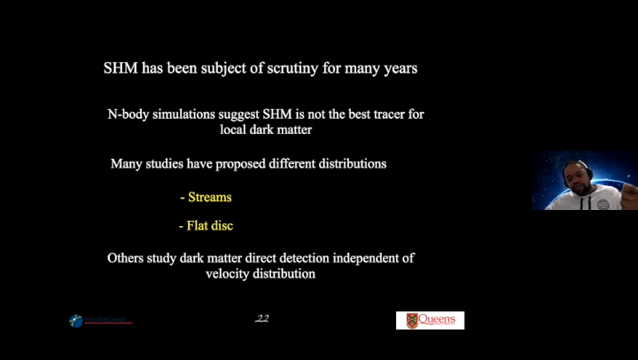 SHM has been subject of scrutiny for many years
N-body simulations suggest SHM is not the best tracer for
local dark matter
Many studies have proposed different distributions
- Streams
- Flat disc
Others study dark matter direct detection independent of
velocity distribution
22
Queen's